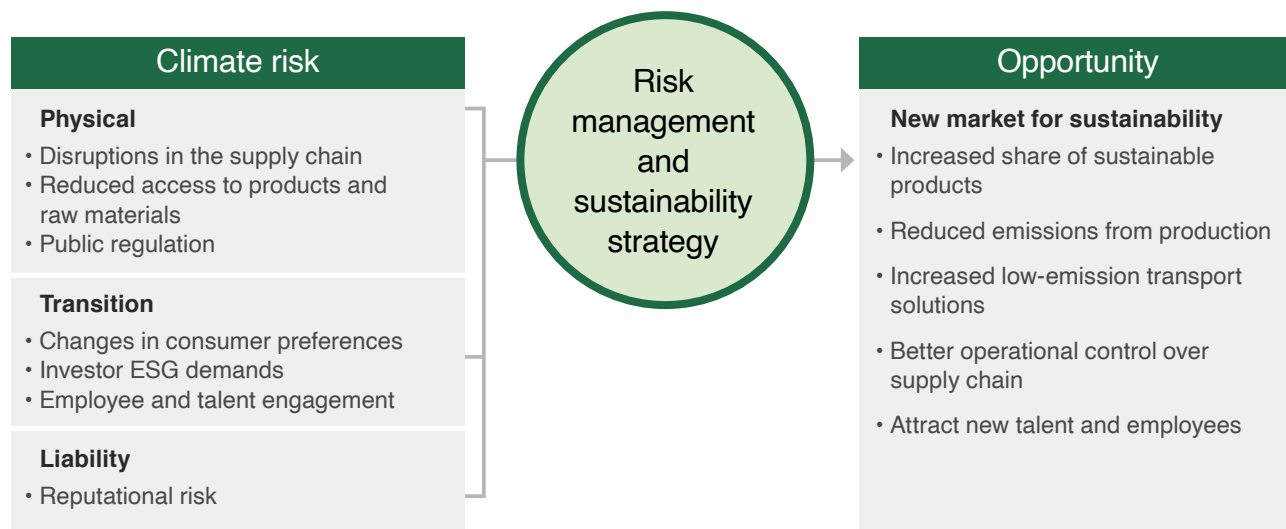 Climate risk
Physical
• Disruptions in the supply chain
• Reduced access to products and
raw materials
• Public regulation
Transition
• Changes in consumer preferences
• Investor ESG demands
• Employee and talent engagement
Liability
• Reputational risk
Risk
management
and
sustainability
strategy
Opportunity
New market for sustainability
• Increased share of sustainable
products
• Reduced emissions from production
• Increased low-emission transport
solutions
• Better operational control over
supply chain
• Attract new talent and employees